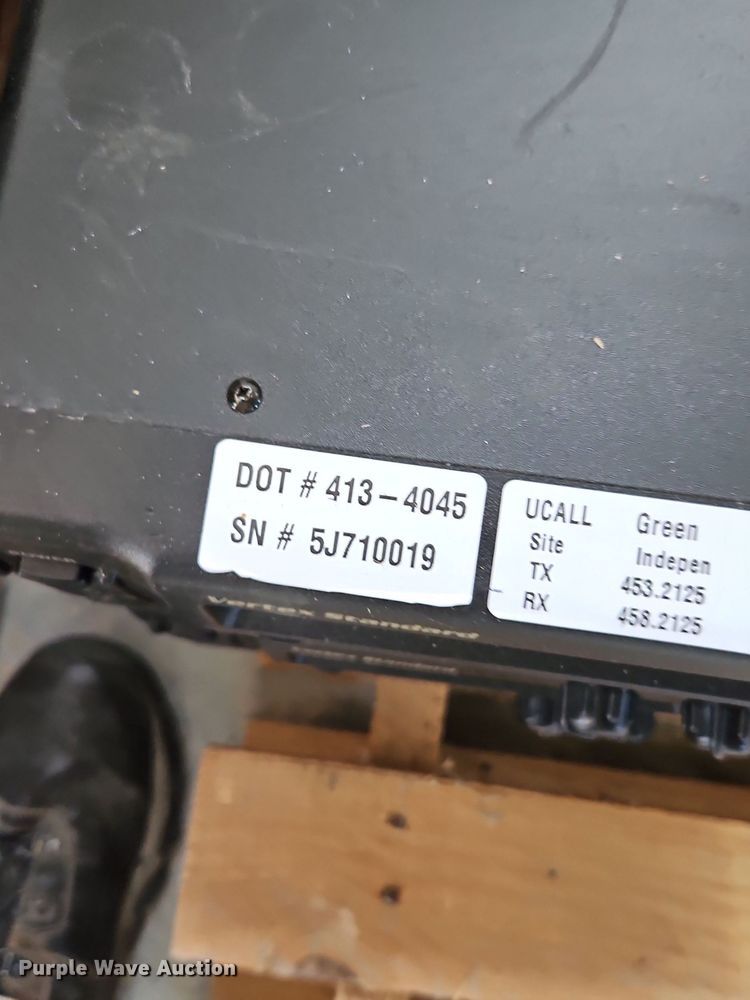 DOT # 413-4045
SN # 5J710019
UCALL Green
Site Indepen
TX 453.2125
RX 458.2125
Vertex Standard
Purple Wave Auction